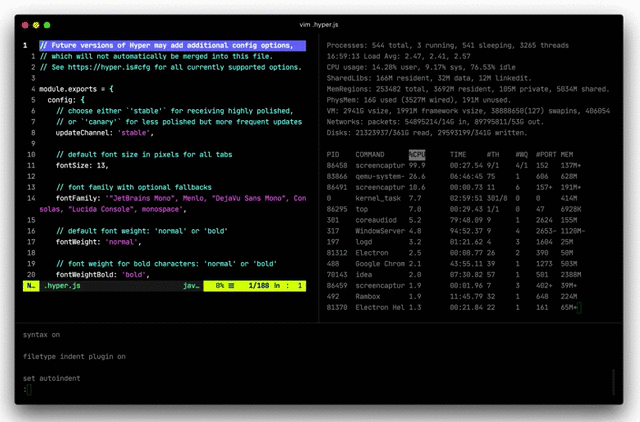 vim .hyper.js
1 // Future versions of Hyper may add additional config options,
1 // which will not automatically be merged into this file.
2 // See https://hyper.is#cfg for all currently supported options.
3
4 module.exports = {
5 config: {
6 // choose either `'stable'` for receiving highly polished,
7 // or `'canary'` for less polished but more frequent updates
8 updateChannel: 'stable',
9
10 // default font size in pixels for all tabs
11 fontSize: 13,
12
13 // font family with optional fallbacks
14 fontFamily: '"JetBrains Mono", Menlo, "DejaVu Sans Mono", Con
solas, "Lucida Console", monospace',
15
16 // default font weight: 'normal' or 'bold'
17 fontWeight: 'normal',
18
19 // font weight for bold characters: 'normal' or 'bold'
20 fontWeightBold: 'bold',
N… .hyper.js jav… 0% ☰ 1/188 ㏑ : 1
Processes: 544 total, 3 running, 541 sleeping, 3265 threads
16:59:13 Load Avg: 2.47, 2.41, 2.57
CPU usage: 14.28% user, 9.17% sys, 76.53% idle
SharedLibs: 166M resident, 32M data, 12M linkedit.
MemRegions: 253482 total, 3692M resident, 105M private, 5034M shared.
PhysMem: 16G used (3527M wired), 191M unused.
VM: 2941G vsize, 1991M framework vsize, 38888650(127) swapins, 406054
Networks: packets: 54895214/14G in, 89795811/53G out.
Disks: 21323937/361G read, 29593199/341G written.
PID COMMAND %CPU TIME #TH #WQ #PORT MEM
86458 screencaptur 99.9 00:27.54 9/1 4/1 152 137M+
83866 qemu-system- 26.6 06:46:45 75 1 606 628M
86491 screencaptur 10.6 00:00.73 11 6 157+ 191M+
0 kernel_task 7.7 02:59:51 301/8 0 0 414M
86295 top 7.0 00:29.43 1/1 0 47 6928K
301 coreaudiod 5.2 79:48:09 9 1 2624 155M
317 WindowServer 4.8 94:52.37 9 4 2653- 1120M-
197 logd 3.2 01:21.62 4 3 1604 25M
81312 Electron 2.5 00:08.77 26 2 390 50M
488 Google Chrom 2.1 43:55.11 39 1 1273 503M
78143 idea 2.0 07:30.82 57 1 501 2388M
86459 screencaptur 1.9 00:01.96 7 3 402+ 39M+
492 Rambox 1.9 11:45.79 32 1 648 224M
81370 Electron Hel 1.3 00:21.84 22 1 161 65M+
syntax on
filetype indent plugin on
set autoindent
: